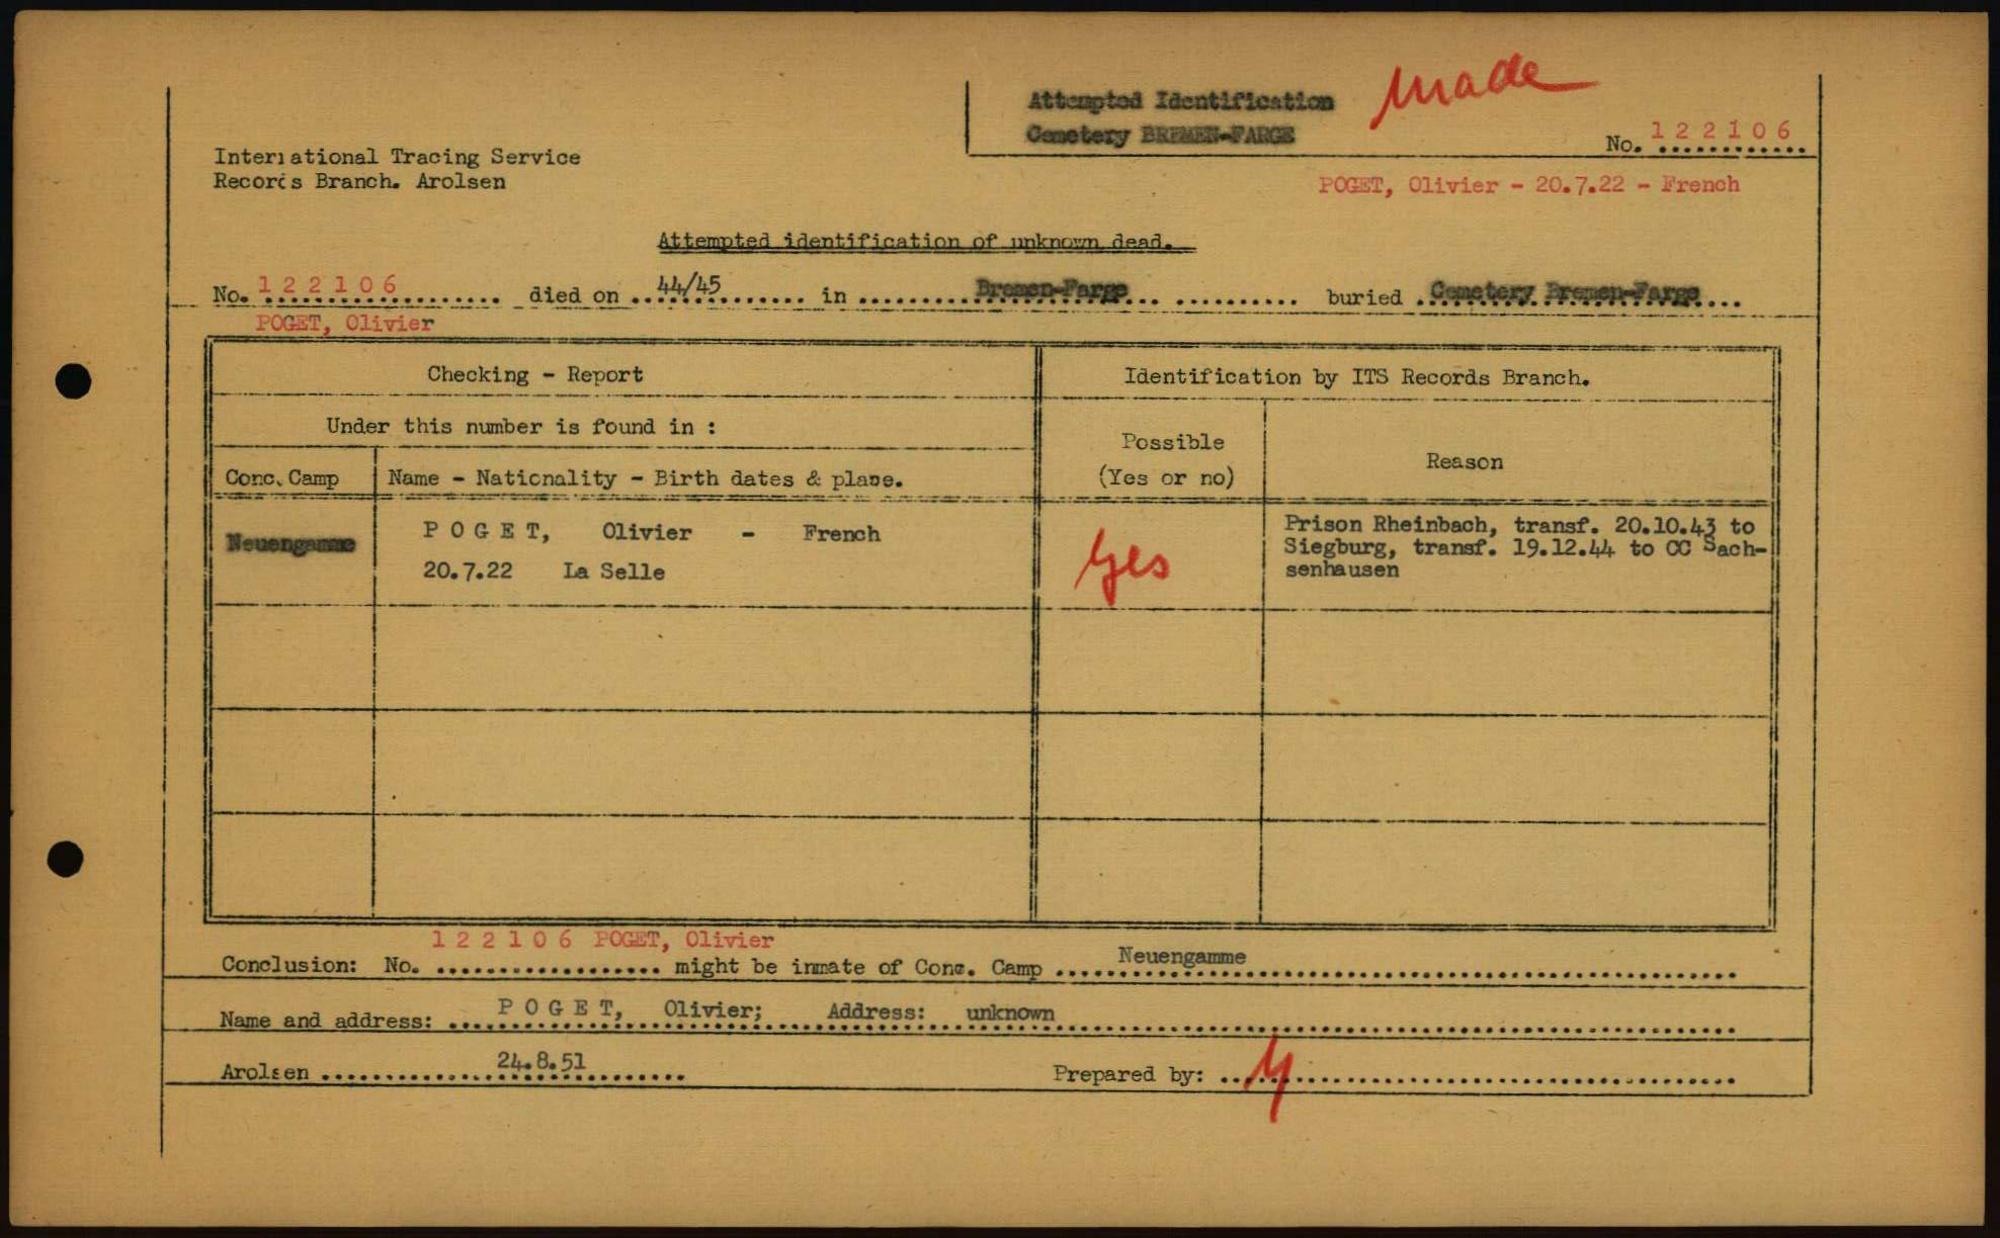 Attempted Identification
Cemetery BREMEN-FARGE
made
No. 122106
POGET, Olivier - 20.7.22 - French
International Tracing Service
Records Branch. Arolsen
Attempted identification of unknown dead.
No. 122106 died on 44/45 in Bremen-Farge buried Cemetery Bremen-Farge
POGET, Olivier
Checking - Report
Identification by ITS Records Branch.
Under this number is found in :
Possible
(Yes or no)
Reason
Conc. Camp
Name - Nationality - Birth dates & place.
Neuengamme
P O G E T, Olivier - French
20.7.22 La Selle
Yes
Prison Rheinbach, transf. 20.10.43 to
Siegburg, transf. 19.12.44 to CC Sach-
senhausen
122106 POGET, Olivier
Conclusion: No. might be inmate of Conc. Camp Neuengamme
Name and address: P O G E T, Olivier; Address: unknown
Arolsen 24.8.51
Prepared by: